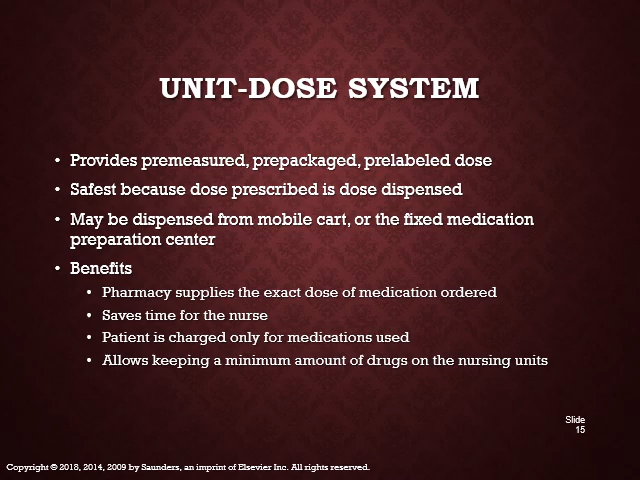 UNIT-DOSE SYSTEM
• Provides premeasured, prepackaged, prelabeled dose
• Safest because dose prescribed is dose dispensed
• May be dispensed from mobile cart, or the fixed medication
preparation center
• Benefits
• Pharmacy supplies the exact dose of medication ordered
• Saves time for the nurse
• Patient is charged only for medications used
• Allows keeping a minimum amount of drugs on the nursing units
Slide
15
Copyright © 2018, 2014, 2009 by Saunders, an imprint of Elsevier Inc. All rights reserved.